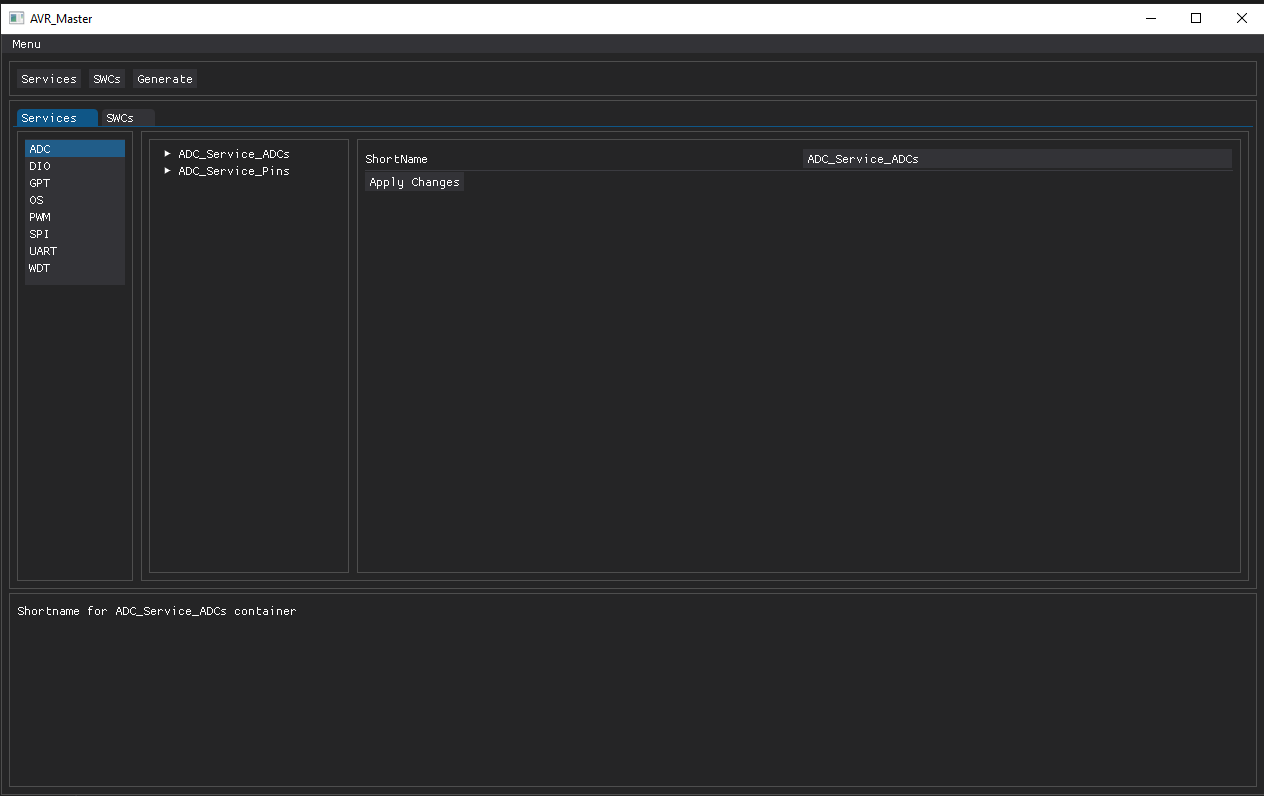 AVR_Master
Menu
Services SWCs Generate
Services SWCs
ADC
DIO
GPT
OS
PWM
SPI
UART
WDT
ADC_Service_ADCs
ADC_Service_Pins
ShortName ADC_Service_ADCs
Apply Changes
Shortname for ADC_Service_ADCs container